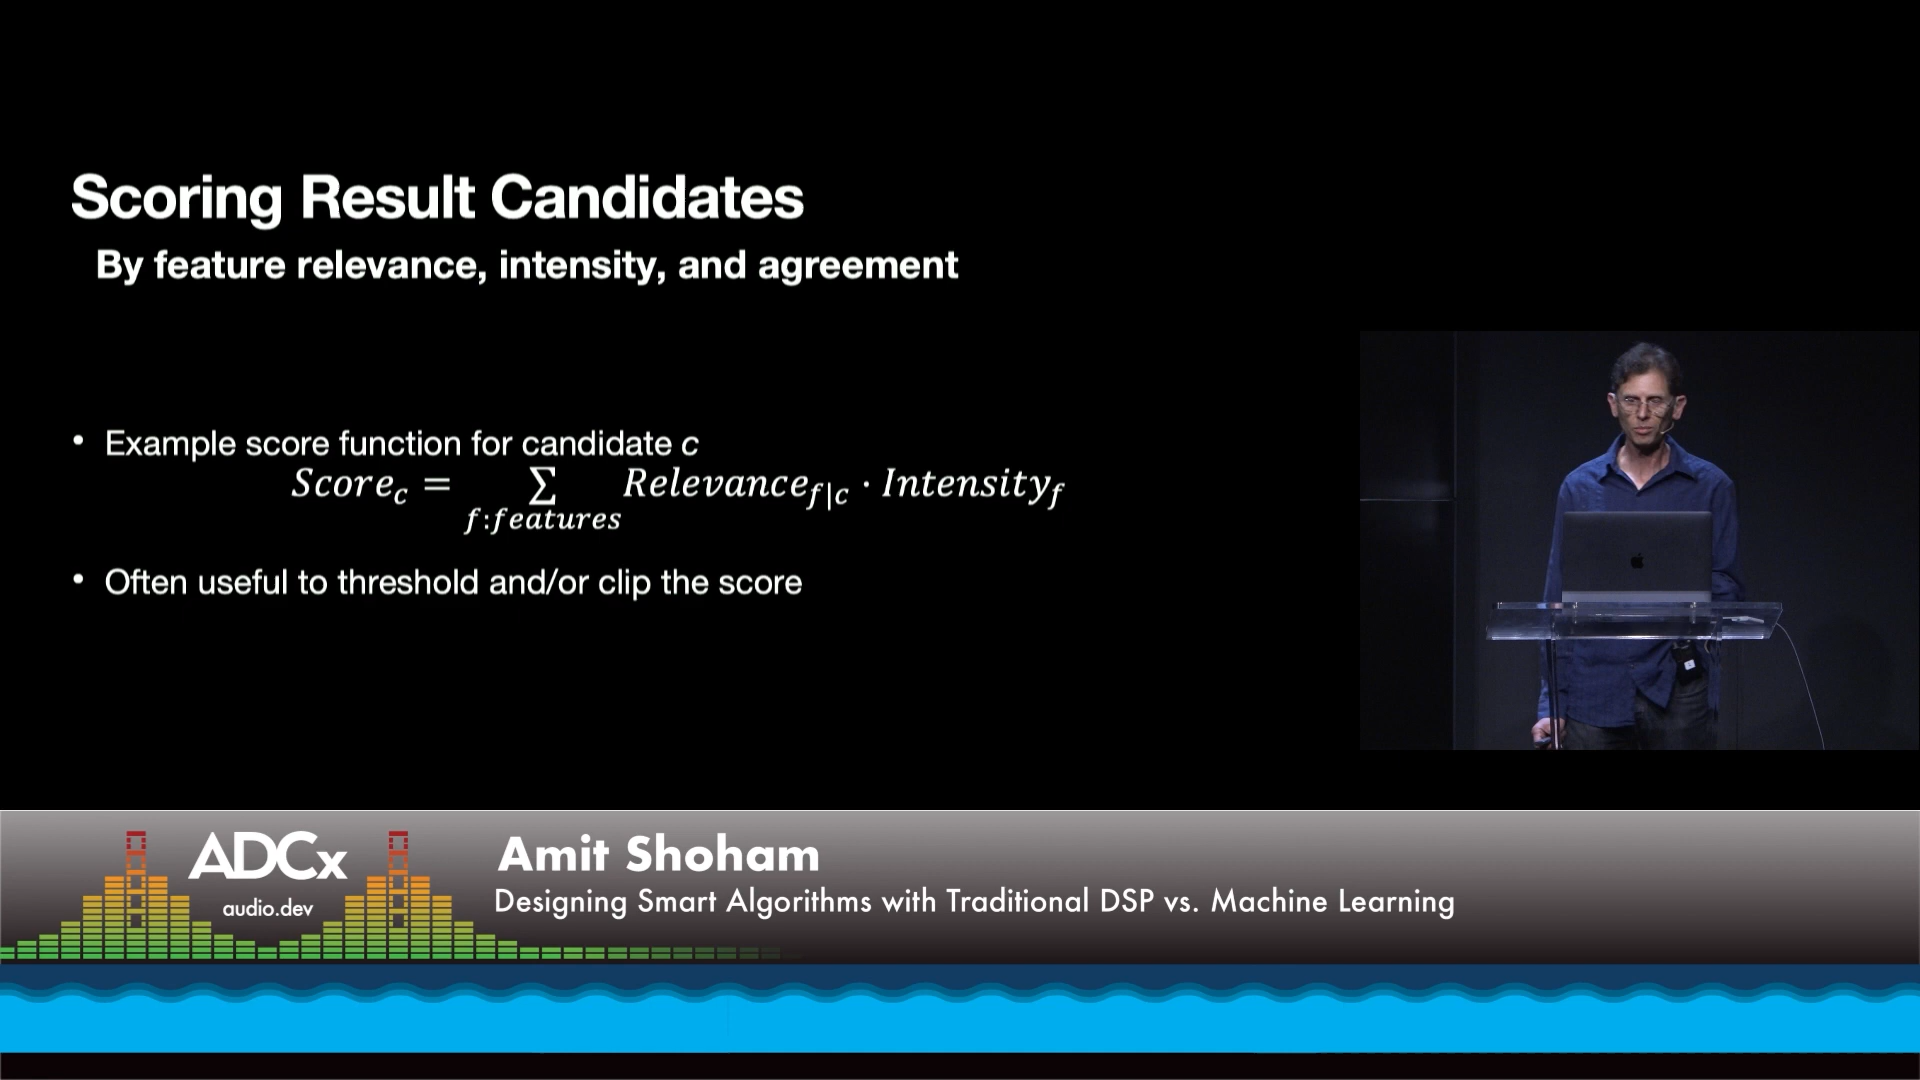 Scoring Result Candidates
By feature relevance, intensity, and agreement
• Example score function for candidate c
Score_c = ∑_{f:features} Relevance_{f|c} · Intensity_f
• Often useful to threshold and/or clip the score
ADCx
audio.dev
Amit Shoham
Designing Smart Algorithms with Traditional DSP vs. Machine Learning